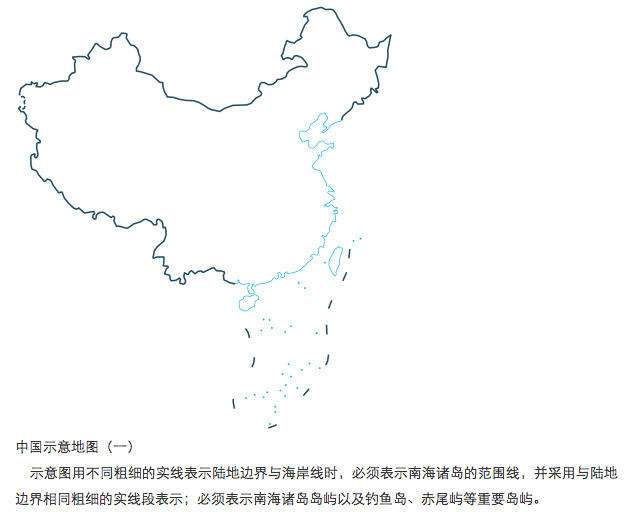 中国示意地图（一）
示意图用不同粗细的实线表示陆地边界与海岸线时，必须表示南海诸岛的范围线，并采用与陆地
边界相同粗细的实线段表示；必须表示南海诸岛岛屿以及钓鱼岛、赤尾屿等重要岛屿。